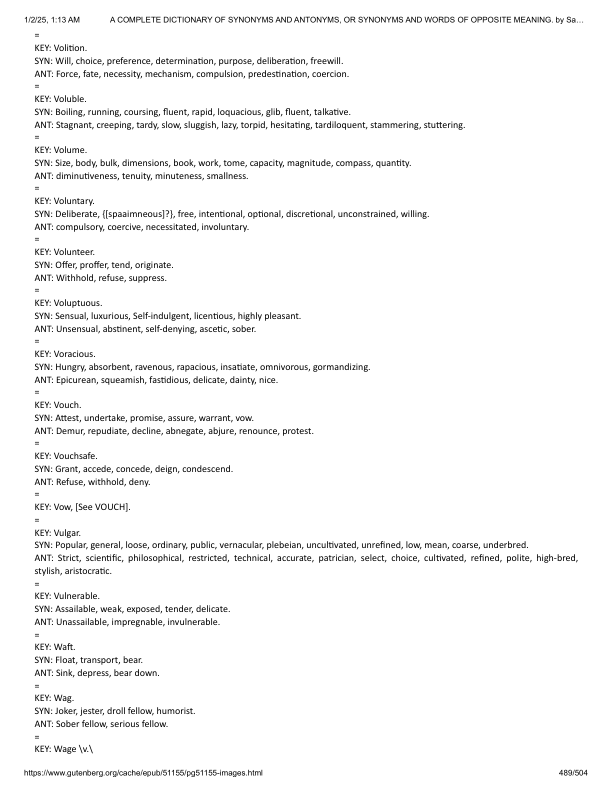 1/2/25, 1:13 AM A COMPLETE DICTIONARY OF SYNONYMS AND ANTONYMS, OR SYNONYMS AND WORDS OF OPPOSITE MEANING. by Sa…
=
KEY: Volition.
SYN: Will, choice, preference, determination, purpose, deliberation, freewill.
ANT: Force, fate, necessity, mechanism, compulsion, predestination, coercion.
=
KEY: Voluble.
SYN: Boiling, running, coursing, fluent, rapid, loquacious, glib, fluent, talkative.
ANT: Stagnant, creeping, tardy, slow, sluggish, lazy, torpid, hesitating, tardiloquent, stammering, stuttering.
=
KEY: Volume.
SYN: Size, body, bulk, dimensions, book, work, tome, capacity, magnitude, compass, quantity.
ANT: diminutiveness, tenuity, minuteness, smallness.
=
KEY: Voluntary.
SYN: Deliberate, {[spaaimneous]?}, free, intentional, optional, discretional, unconstrained, willing.
ANT: compulsory, coercive, necessitated, involuntary.
=
KEY: Volunteer.
SYN: Offer, proffer, tend, originate.
ANT: Withhold, refuse, suppress.
=
KEY: Voluptuous.
SYN: Sensual, luxurious, Self-indulgent, licentious, highly pleasant.
ANT: Unsensual, abstinent, self-denying, ascetic, sober.
=
KEY: Voracious.
SYN: Hungry, absorbent, ravenous, rapacious, insatiate, omnivorous, gormandizing.
ANT: Epicurean, squeamish, fastidious, delicate, dainty, nice.
=
KEY: Vouch.
SYN: Attest, undertake, promise, assure, warrant, vow.
ANT: Demur, repudiate, decline, abnegate, abjure, renounce, protest.
=
KEY: Vouchsafe.
SYN: Grant, accede, concede, deign, condescend.
ANT: Refuse, withhold, deny.
=
KEY: Vow, [See VOUCH].
=
KEY: Vulgar.
SYN: Popular, general, loose, ordinary, public, vernacular, plebeian, uncultivated, unrefined, low, mean, coarse, underbred.
ANT: Strict, scientific, philosophical, restricted, technical, accurate, patrician, select, choice, cultivated, refined, polite, high-bred,
stylish, aristocratic.
=
KEY: Vulnerable.
SYN: Assailable, weak, exposed, tender, delicate.
ANT: Unassailable, impregnable, invulnerable.
=
KEY: Waft.
SYN: Float, transport, bear.
ANT: Sink, depress, bear down.
=
KEY: Wag.
SYN: Joker, jester, droll fellow, humorist.
ANT: Sober fellow, serious fellow.
=
KEY: Wage \v.\
https://www.gutenberg.org/cache/epub/51155/pg51155-images.html 489/504